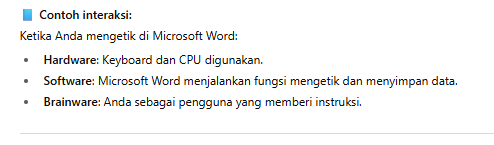 Contoh interaksi:
Ketika Anda mengetik di Microsoft Word:
• Hardware: Keyboard dan CPU digunakan.
• Software: Microsoft Word menjalankan fungsi mengetik dan menyimpan data.
• Brainware: Anda sebagai pengguna yang memberi instruksi.